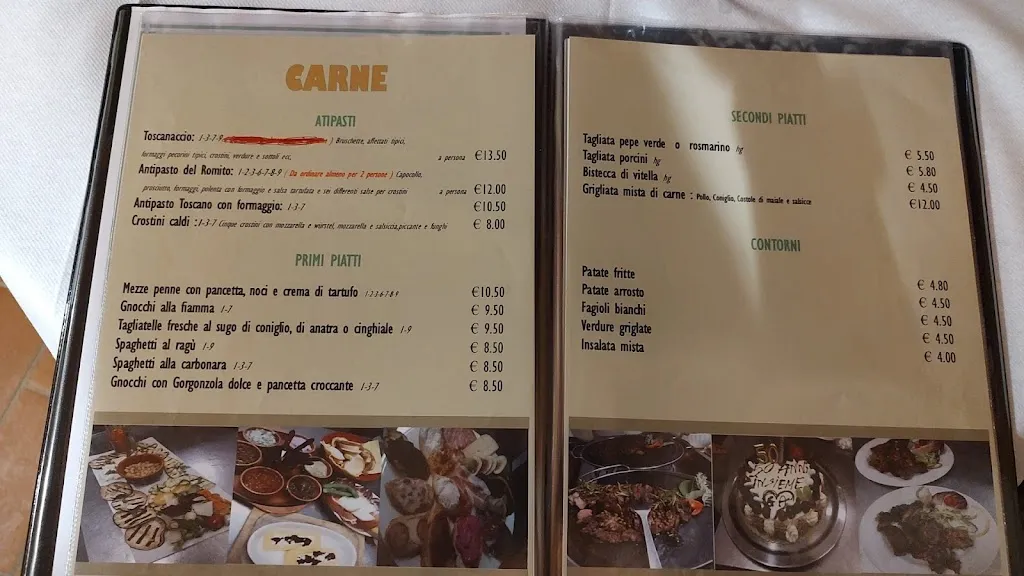 CARNE
ATIPASTI
Toscanaccio: 1-3-7-9 ) Bruschette, affettati tipici,
formaggi pecorini tipici, crostini, verdure e sottoli ecc, a persona €13.50
Antipasto del Romito: 1-2-3-6-7-8-9 ( Da ordinare almeno per 2 persone ) Capocollo,
prosciutto, formaggi, polenta con formaggio e salsa tartufata e sei differenti salse per crostini a persona €12.00
Antipasto Toscano con formaggio: 1-3-7 €10.50
Crostini caldi :1-3-7 Cinque crostini con mozzarella e würstel, mozzarella e salsiccia,piccante e funghi € 8.00
PRIMI PIATTI
Mezze penne con pancetta, noci e crema di tartufo 1-2-3-6-7-8-9 €10.50
Gnocchi alla fiamma 1-7 € 9.50
Tagliatelle fresche al sugo di coniglio, di anatra o cinghiale 1-9 € 9.50
Spaghetti al ragù 1-9 € 8.50
Spaghetti alla carbonara 1-3-7 € 8.50
Gnocchi con Gorgonzola dolce e pancetta croccante 1-3-7 € 8.50
SECONDI PIATTI
Tagliata pepe verde o rosmarino hg € 5.50
Tagliata porcini hg € 5.80
Bistecca di vitella hg € 4.50
Grigliata mista di carne : Pollo, Coniglio, Costole di maiale e salsicce €12.00
CONTORNI
Patate fritte € 4.80
Patate arrosto € 4.50
Fagioli bianchi € 4.50
Verdure griglate € 4.50
Insalata mista € 4.00
50 ANNI
INSIEME